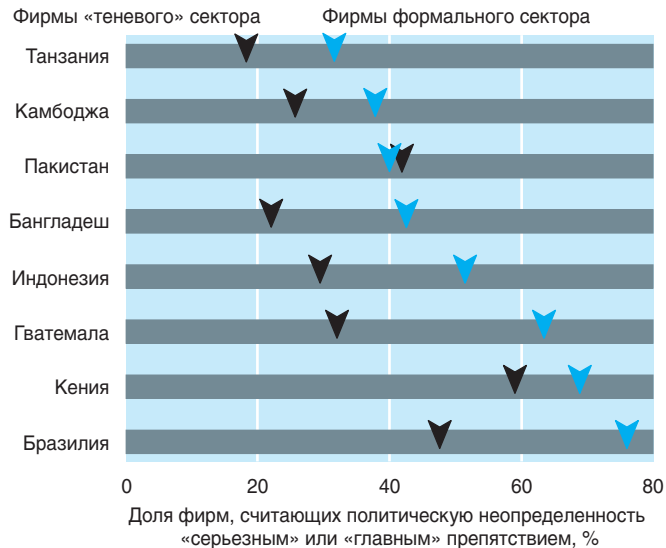 Фирмы «теневого» сектора
Фирмы формального сектора
Танзания
Камбоджа
Пакистан
Бангладеш
Индонезия
Гватемала
Кения
Бразилия
0 20 40 60 80
Доля фирм, считающих политическую неопределенность
«серьезным» или «главным» препятствием, %